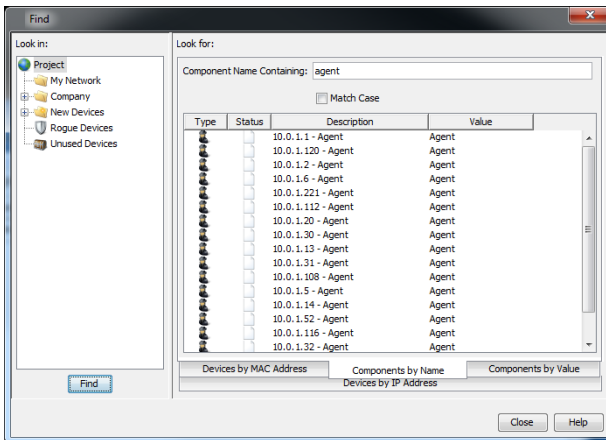 Find
Look in:
Project
My Network
Company
New Devices
Rogue Devices
Unused Devices
Find
Look for:
Component Name Containing: agent
Match Case
Type Status Description Value
10.0.1.1 - Agent Agent
10.0.1.120 - Agent Agent
10.0.1.2 - Agent Agent
10.0.1.6 - Agent Agent
10.0.1.221 - Agent Agent
10.0.1.112 - Agent Agent
10.0.1.20 - Agent Agent
10.0.1.30 - Agent Agent
10.0.1.13 - Agent Agent
10.0.1.31 - Agent Agent
10.0.1.108 - Agent Agent
10.0.1.5 - Agent Agent
10.0.1.14 - Agent Agent
10.0.1.52 - Agent Agent
10.0.1.116 - Agent Agent
10.0.1.32 - Agent Agent
Devices by MAC Address Components by Name Components by Value
Devices by IP Address
Close Help